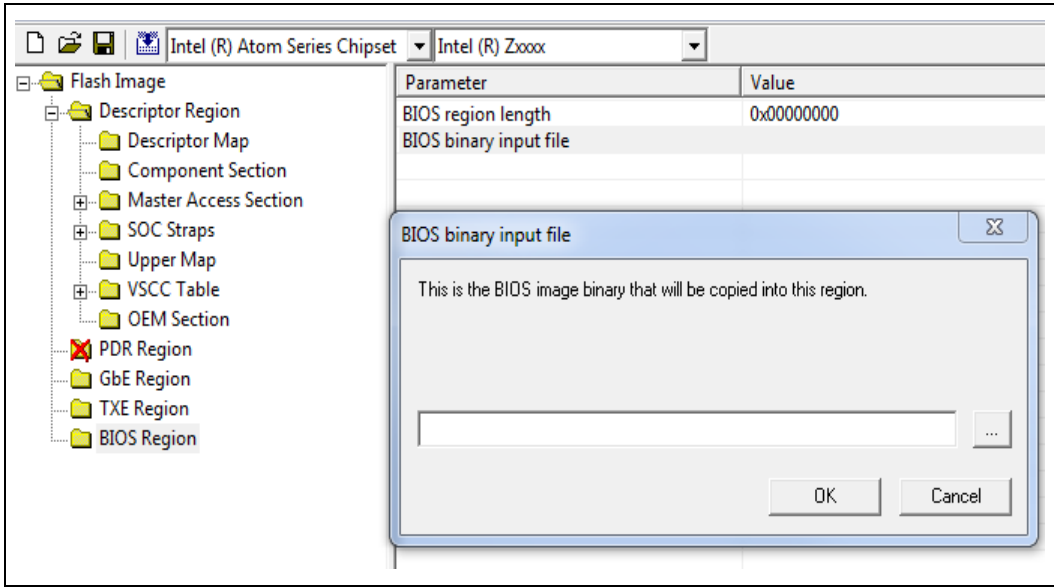 Intel (R) Atom Series Chipset Intel (R) Zxxxx
Flash Image
Descriptor Region
Descriptor Map
Component Section
Master Access Section
SOC Straps
Upper Map
VSCC Table
OEM Section
PDR Region
GbE Region
TXE Region
BIOS Region
Parameter Value
BIOS region length 0x00000000
BIOS binary input file
BIOS binary input file
This is the BIOS image binary that will be copied into this region.
...
OK Cancel